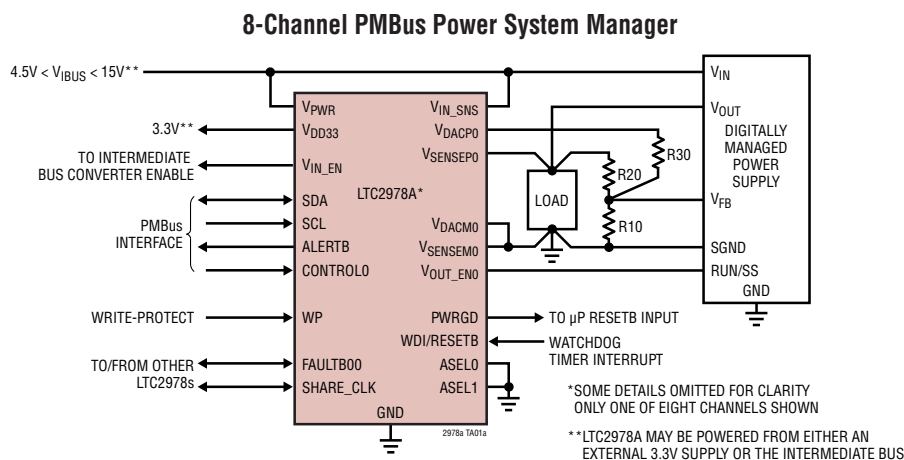 8-Channel PMBus Power System Manager
4.5V < VIBUS < 15V**
3.3V**
TO INTERMEDIATE
BUS CONVERTER ENABLE
PMBus
INTERFACE
WRITE-PROTECT
TO/FROM OTHER
LTC2978s
VPWR
VDD33
VIN_EN
SDA
SCL
ALERTB
CONTROL0
WP
FAULTB00
SHARE_CLK
GND
LTC2978A*
VIN_SNS
VDACP0
VSENSEP0
VDACM0
VSENSEM0
VOUT_EN0
PWRGD
WDI/RESETB
ASEL0
ASEL1
2978a TA01a
LOAD
R20
R30
R10
VIN
VOUT
DIGITALLY
MANAGED
POWER
SUPPLY
VFB
SGND
RUN/SS
GND
TO µP RESETB INPUT
WATCHDOG
TIMER INTERRUPT
*SOME DETAILS OMITTED FOR CLARITY
ONLY ONE OF EIGHT CHANNELS SHOWN
**LTC2978A MAY BE POWERED FROM EITHER AN
EXTERNAL 3.3V SUPPLY OR THE INTERMEDIATE BUS